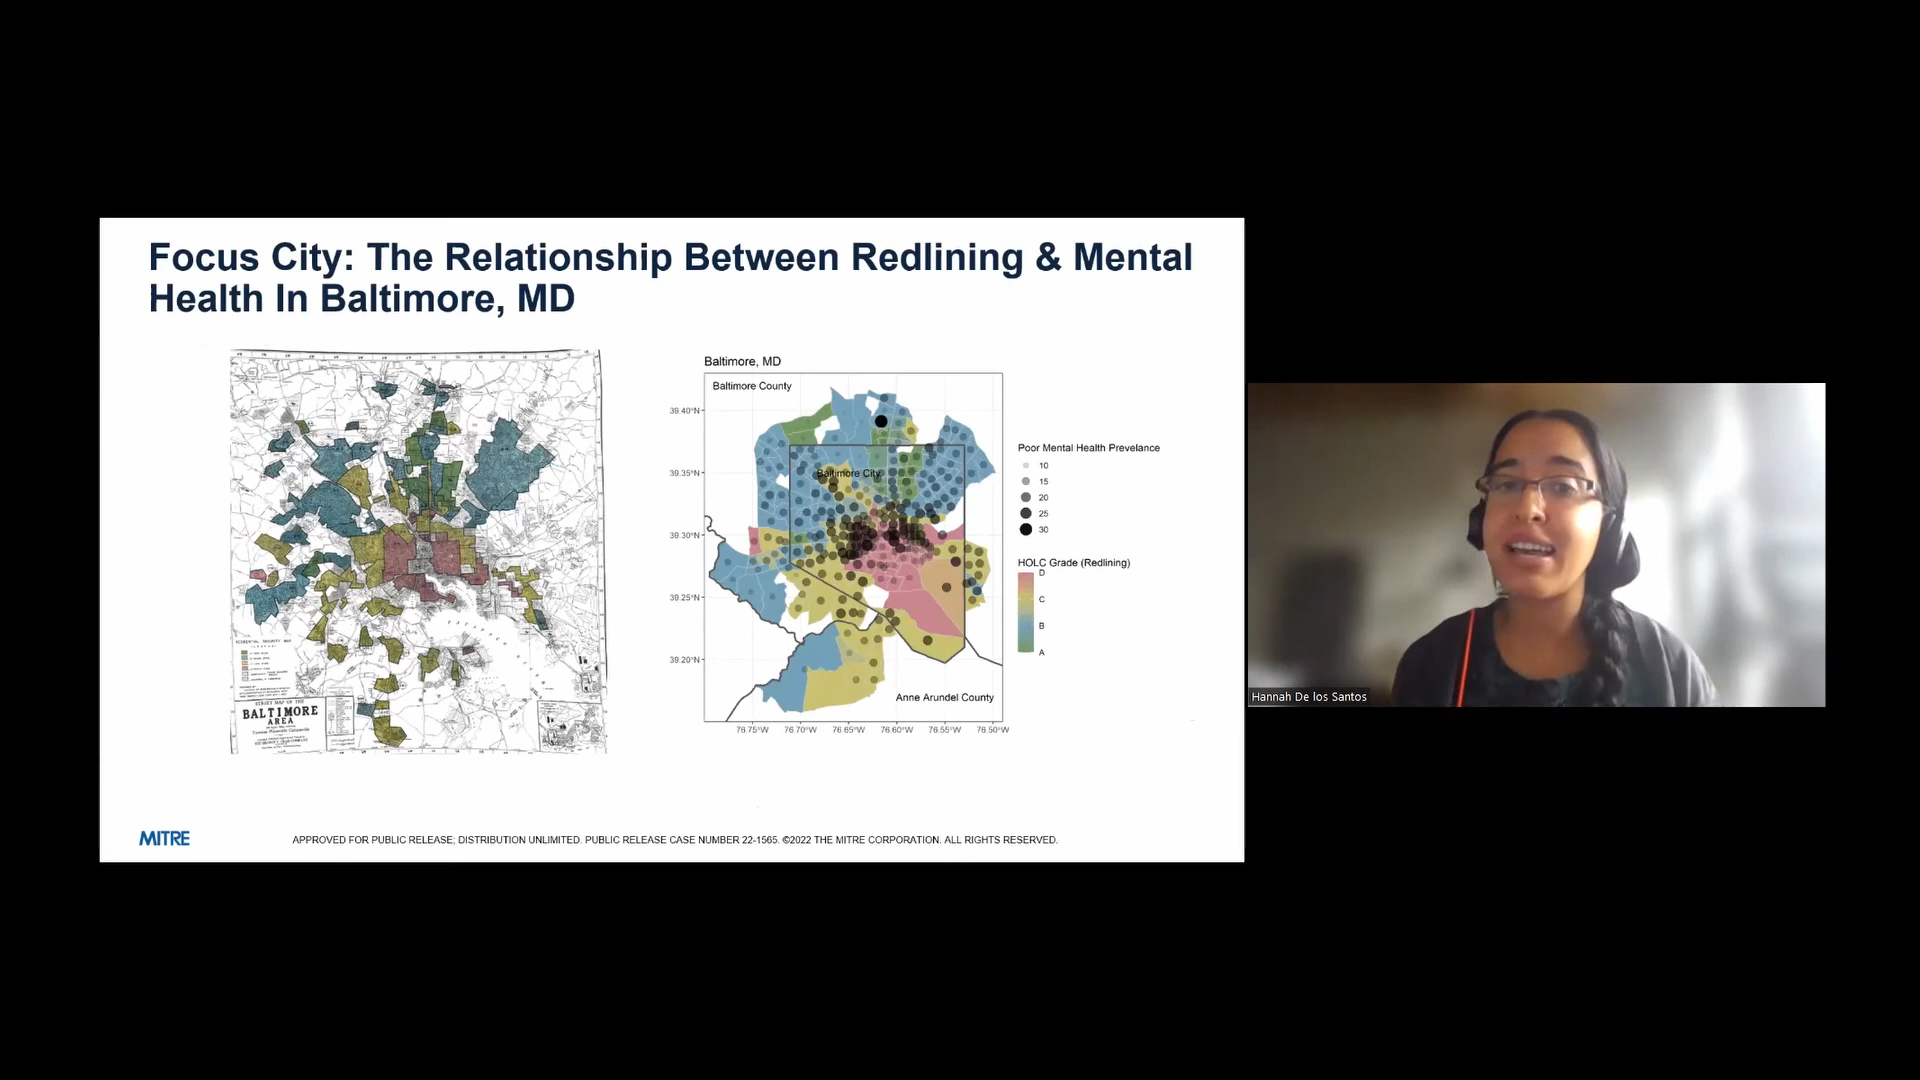 Focus City: The Relationship Between Redlining & Mental
Health In Baltimore, MD
BALTIMORE
AREA
Baltimore, MD
Baltimore County
Baltimore City
Anne Arundel County
39.40°N
39.35°N
39.30°N
39.25°N
39.20°N
76.75°W 76.70°W 76.65°W 76.60°W 76.55°W 76.50°W
Poor Mental Health Prevelance
10
15
20
25
30
HOLC Grade (Redlining)
D
C
B
A
Hannah De los Santos
MITRE
APPROVED FOR PUBLIC RELEASE; DISTRIBUTION UNLIMITED. PUBLIC RELEASE CASE NUMBER 22-1565. ©2022 THE MITRE CORPORATION. ALL RIGHTS RESERVED.